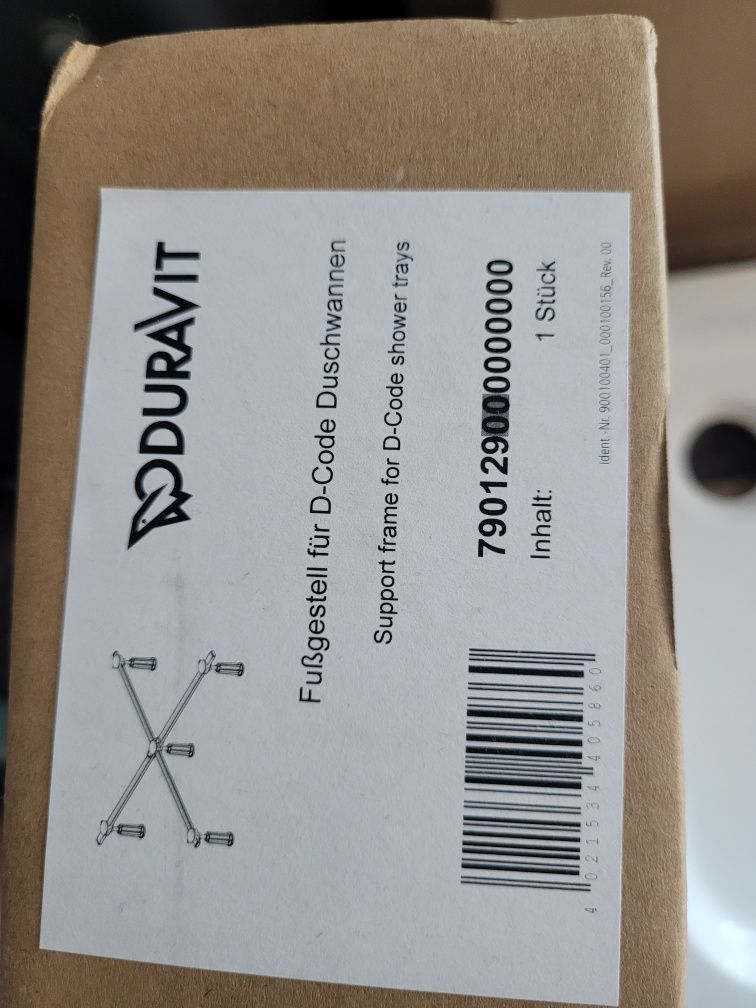 DURAVIT
Fußgestell für D-Code Duschwannen
Support frame for D-Code shower trays
790129000000000
Inhalt: 1 Stück
Ident.-Nr. 900100401_000100156_Rev. 00
4 021534 405860